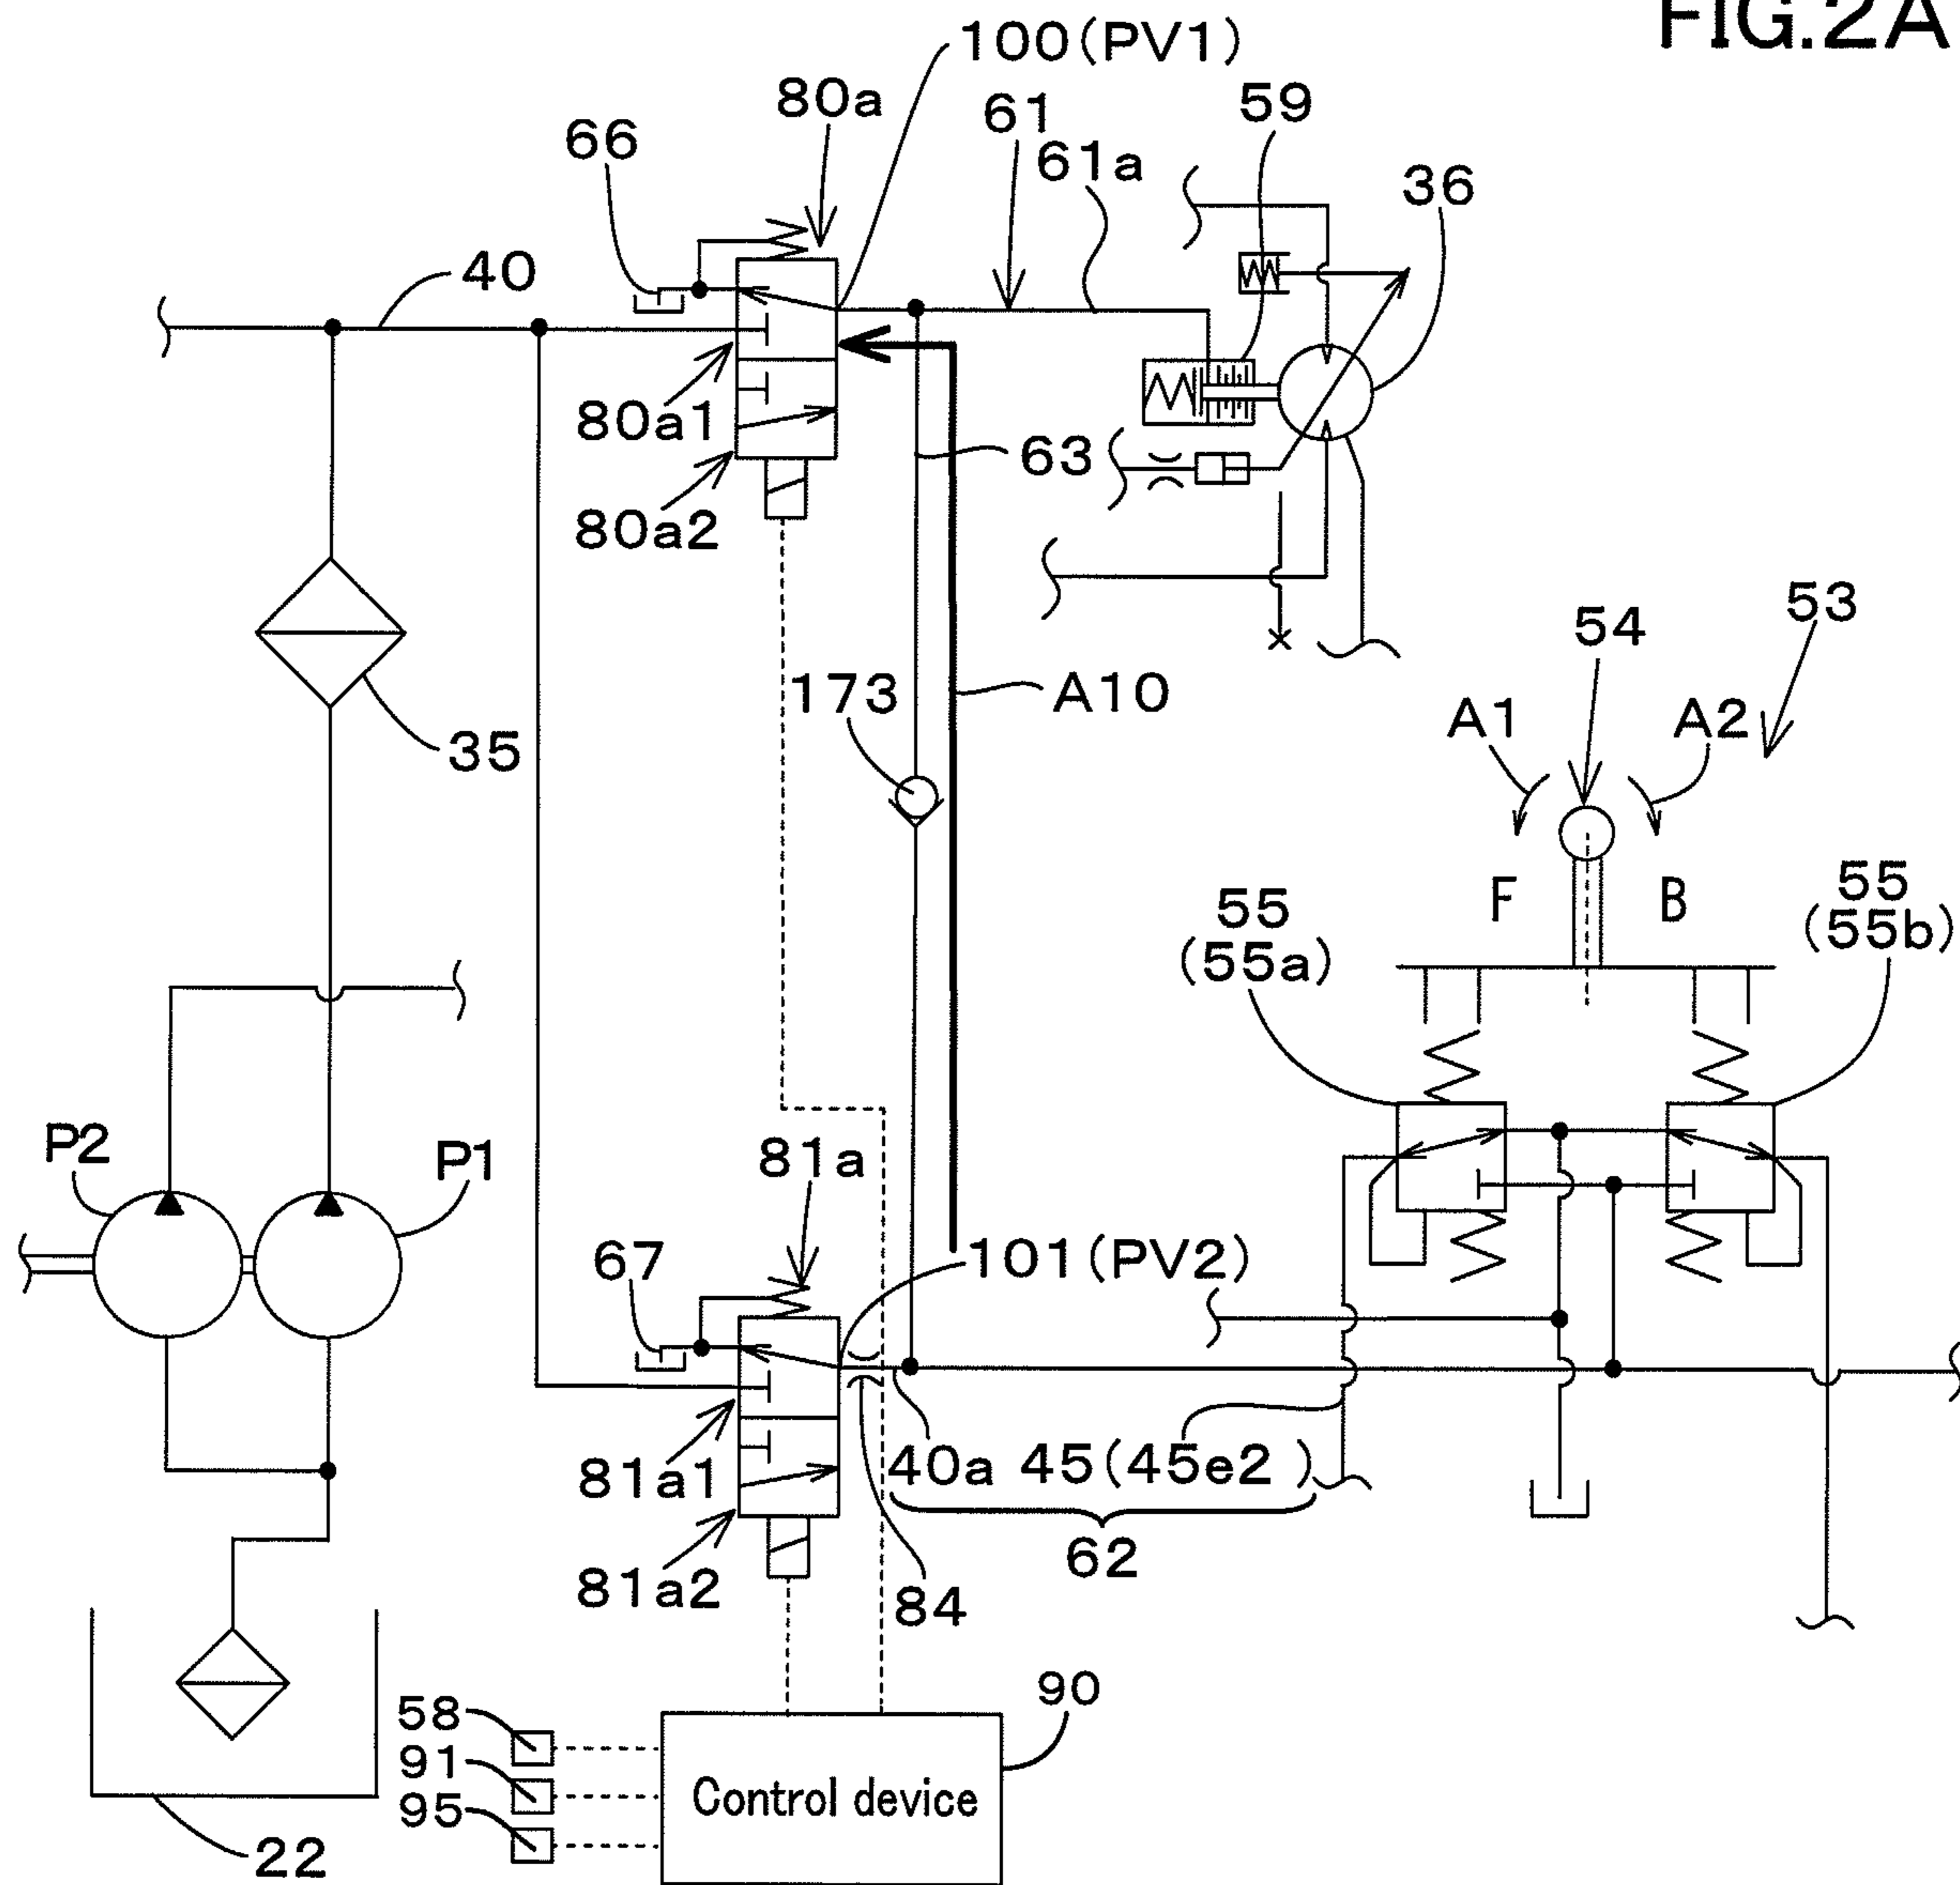 FIG.2A
100(PV1)
80a
59
61
66
61a
36
40
80a1
63
80a2
53
54
173
A10
A1
A2
35
55
F
B
55
(55b)
(55a)
P2
P1
81a
67
101(PV2)
81a1
40a
45(45e2 )
62
81a2
84
90
58
91
Control device
95
22